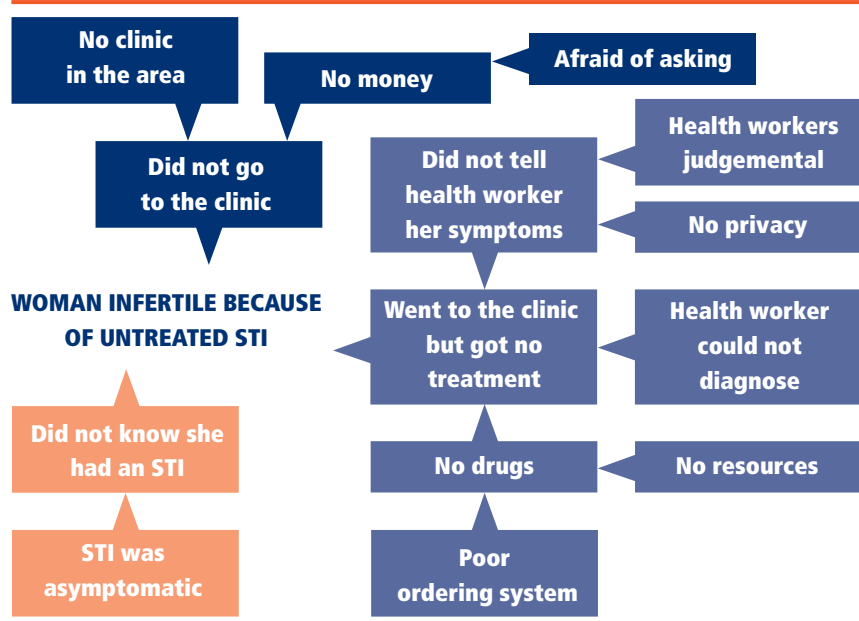 No clinic
in the area
No money
Afraid of asking
Did not go
to the clinic
Did not tell
health worker
her symptoms
Health workers
judgemental
No privacy
WOMAN INFERTILE BECAUSE
OF UNTREATED STI
Went to the clinic
but got no
treatment
Health worker
could not
diagnose
Did not know she
had an STI
No drugs
No resources
STI was
asymptomatic
Poor
ordering system